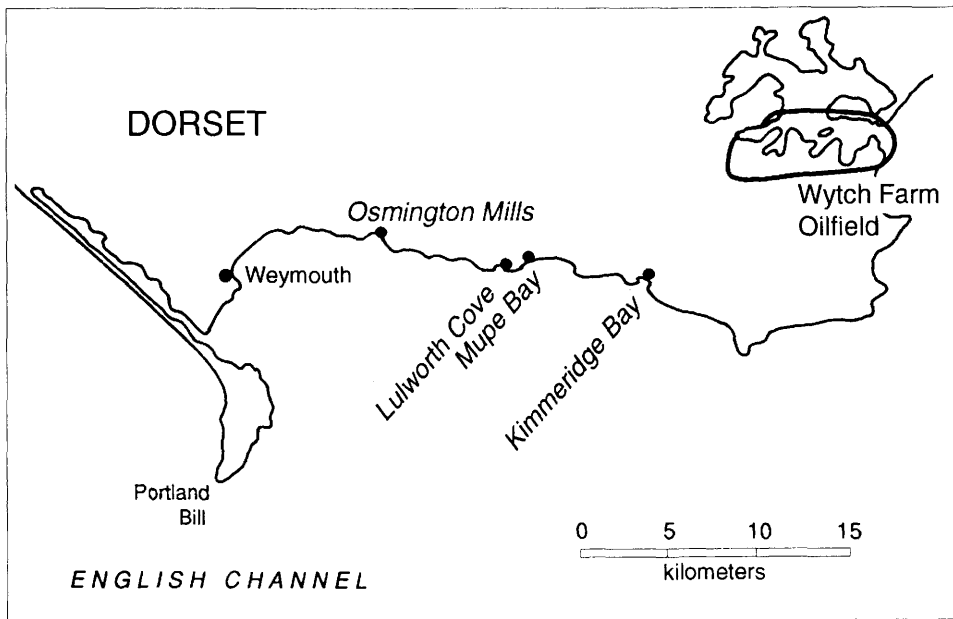 DORSET
Wytch Farm
Oilfield
Osmington Mills
Weymouth
Lulworth Cove
Mupe Bay
Kimmeridge Bay
Portland
Bill
0 5 10 15
kilometers
ENGLISH CHANNEL